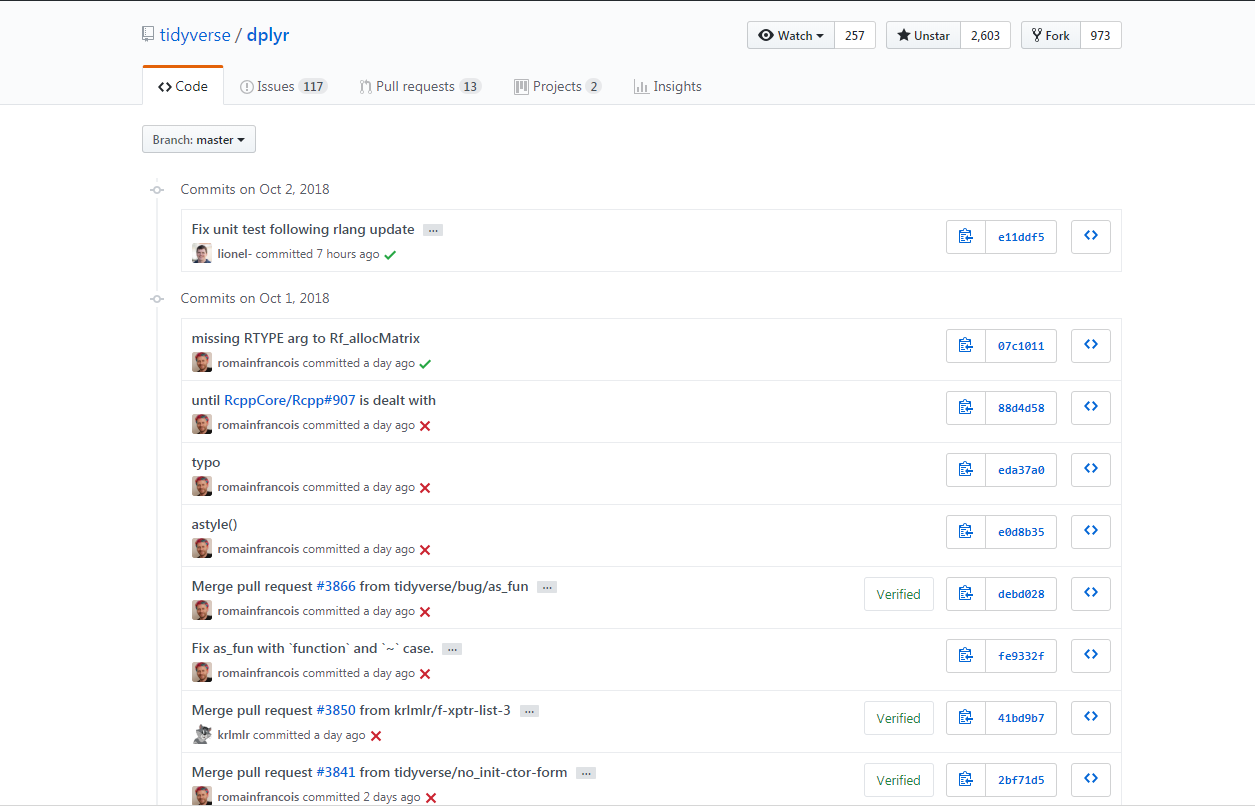 tidyverse / dplyr
Watch 257 Unstar 2,603 Fork 973
Code Issues 117 Pull requests 13 Projects 2 Insights
Branch: master
Commits on Oct 2, 2018
Fix unit test following rlang update …
e11ddf5
lionel- committed 7 hours ago
Commits on Oct 1, 2018
missing RTYPE arg to Rf_allocMatrix
07c1011
romainfrancois committed a day ago
until RcppCore/Rcpp#907 is dealt with
88d4d58
romainfrancois committed a day ago
typo
eda37a0
romainfrancois committed a day ago
astyle()
e0d8b35
romainfrancois committed a day ago
Merge pull request #3866 from tidyverse/bug/as_fun …
Verified debd028
romainfrancois committed a day ago
Fix as_fun with `function` and `~` case. …
fe9332f
romainfrancois committed a day ago
Merge pull request #3850 from krlmlr/f-xptr-list-3 …
Verified 41bd9b7
krlmlr committed a day ago
Merge pull request #3841 from tidyverse/no_init-ctor-form …
Verified 2bf71d5
romainfrancois committed 2 days ago